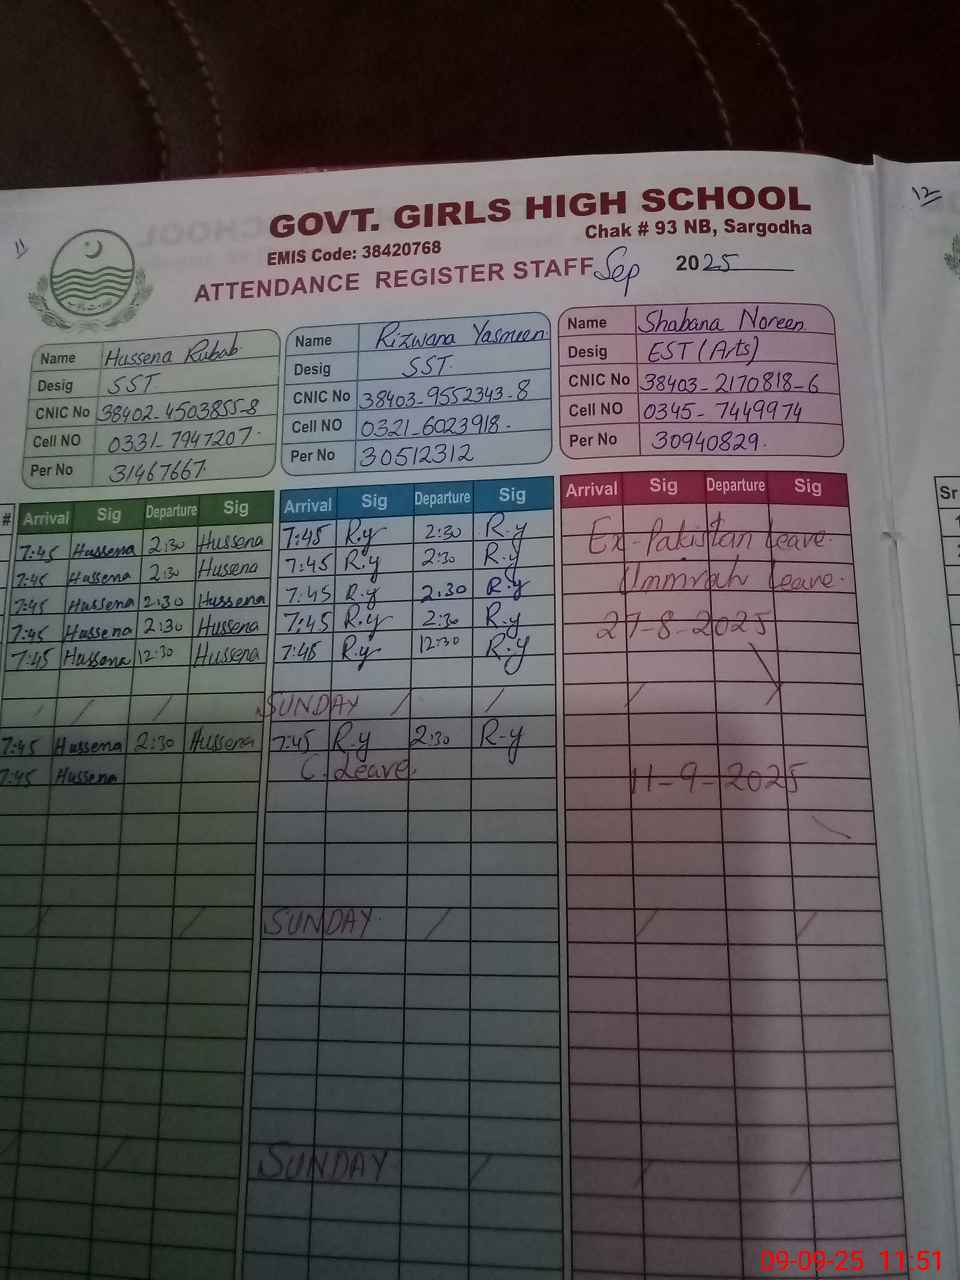 11
12
GOVT. GIRLS HIGH SCHOOL
Chak # 93 NB, Sargodha
EMIS Code: 38420768
ATTENDANCE REGISTER STAFF Sep 2025
Name Hussena Rubab
Desig SST
CNIC No 38402-4503855-8
Cell NO 0331-7947207.
Per No 31467667
Name Rizwana Yasmeen
Desig SST.
CNIC No 38403-9552343-8
Cell NO 0321-6023918.
Per No 30512312
Name Shabana Noreen
Desig EST (Arts)
CNIC No 38403-2170818-6
Cell NO 0345-7449974
Per No 30940829.
# Arrival Sig Departure Sig Arrival Sig Departure Sig Arrival Sig Departure Sig Sr
7:45 Hussena 2:30 Hussena 7:45 R.y 2:30 R.y Ex-Pakistan Leave.
7:45 Hussena 2:30 Hussena 7:45 R.y 2:30 R.y Ummrah Leave.
7:45 Hussena 2:30 Hussena 7:45 R.y 2:30 R.y
7:45 Hussena 2:30 Hussena 7:45 R.y 2:30 R.y 27-8-2025
7:45 Hussena 12:30 Hussena 7:45 R.y 12:30 R.y
SUNDAY
7:45 Hussena 2:30 Hussena 7:45 R.y 2:30 R-y
7:45 Hussena C. Leave. 11-9-2025
SUNDAY.
SUNDAY
09-09-25 11:51